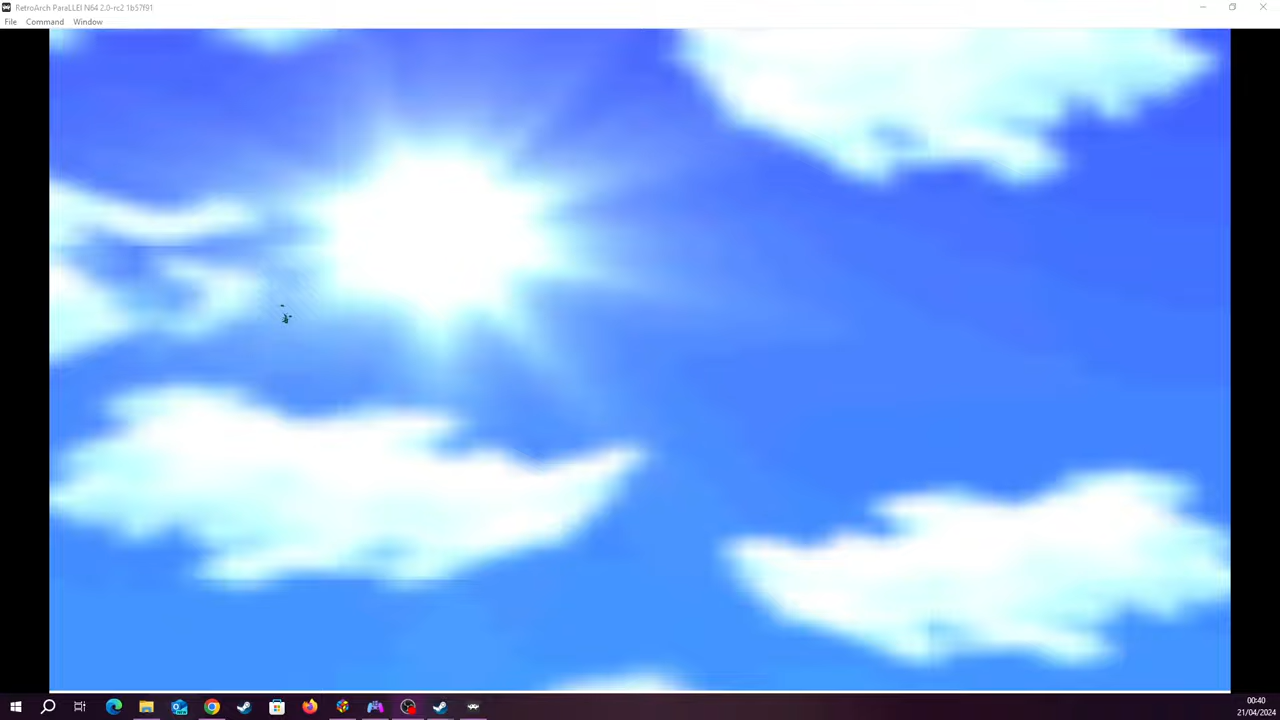 RetroArch ParaLLEl N64 2.0-rc2 1b57f91
File Command Window
00:40
21/04/2024